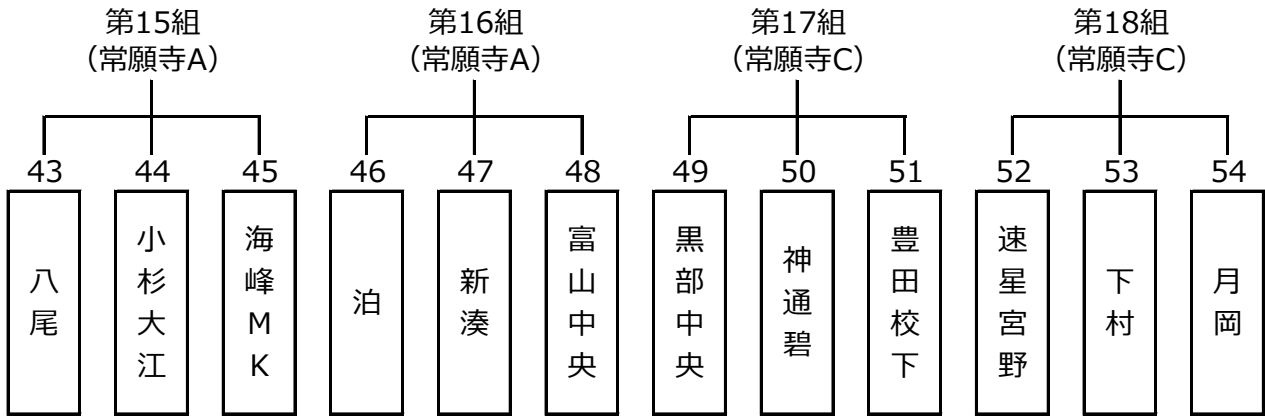 第15組
（常願寺A）
第16組
（常願寺A）
第17組
（常願寺C）
第18組
（常願寺C）
43
44
45
46
47
48
49
50
51
52
53
54
八尾
小杉大江
海峰MK
泊
新湊
富山中央
黒部中央
神通碧
豊田校下
速星宮野
下村
月岡